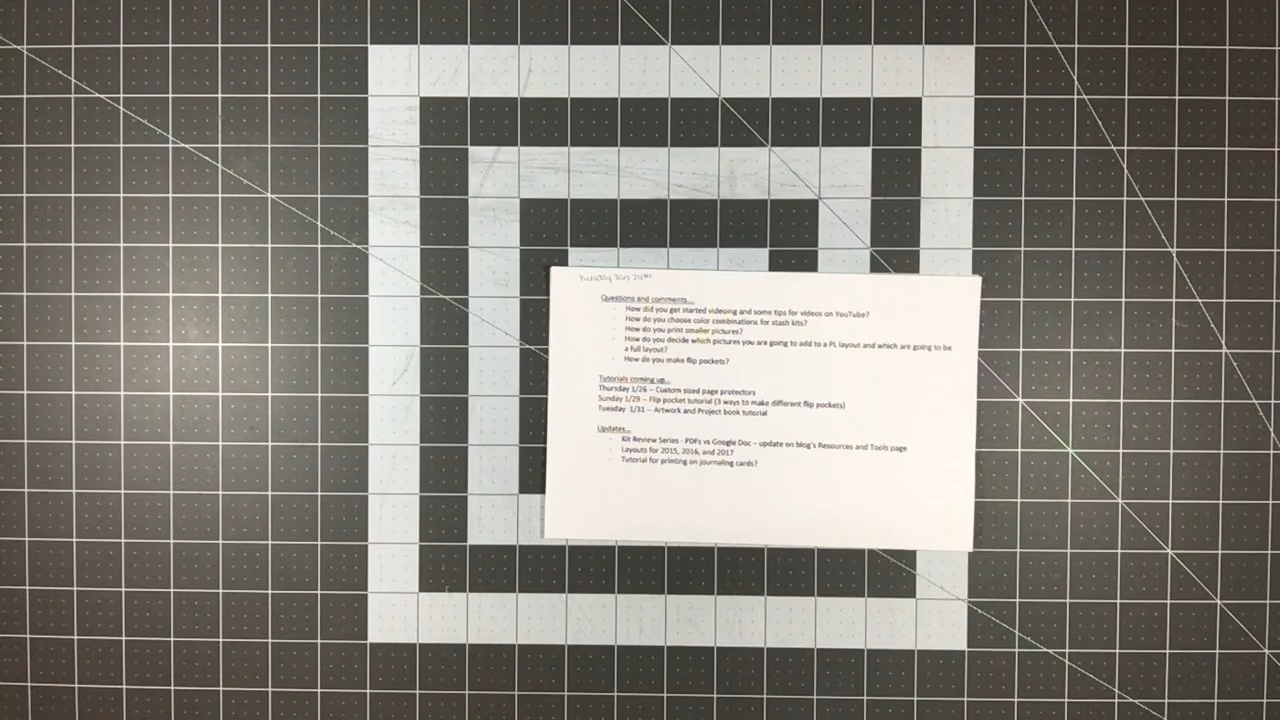 Tuesday Jan 24th
Questions and comments...
- How did you get started videoing and some tips for videos on YouTube?
- How do you choose color combinations for stash kits?
- How do you print smaller pictures?
- How do you decide which pictures you are going to add to a PL layout and which are going to be
a full layout?
- How do you make flip pockets?
Tutorials coming up...
Thursday 1/26 – Custom sized page protectors
Sunday 1/29 – Flip pocket tutorial (3 ways to make different flip pockets)
Tuesday 1/31 – Artwork and Project book tutorial
Updates...
- Kit Review Series - PDFs vs Google Doc – update on blog's Resources and Tools page
- Layouts for 2015, 2016, and 2017
- Tutorial for printing on journaling cards?